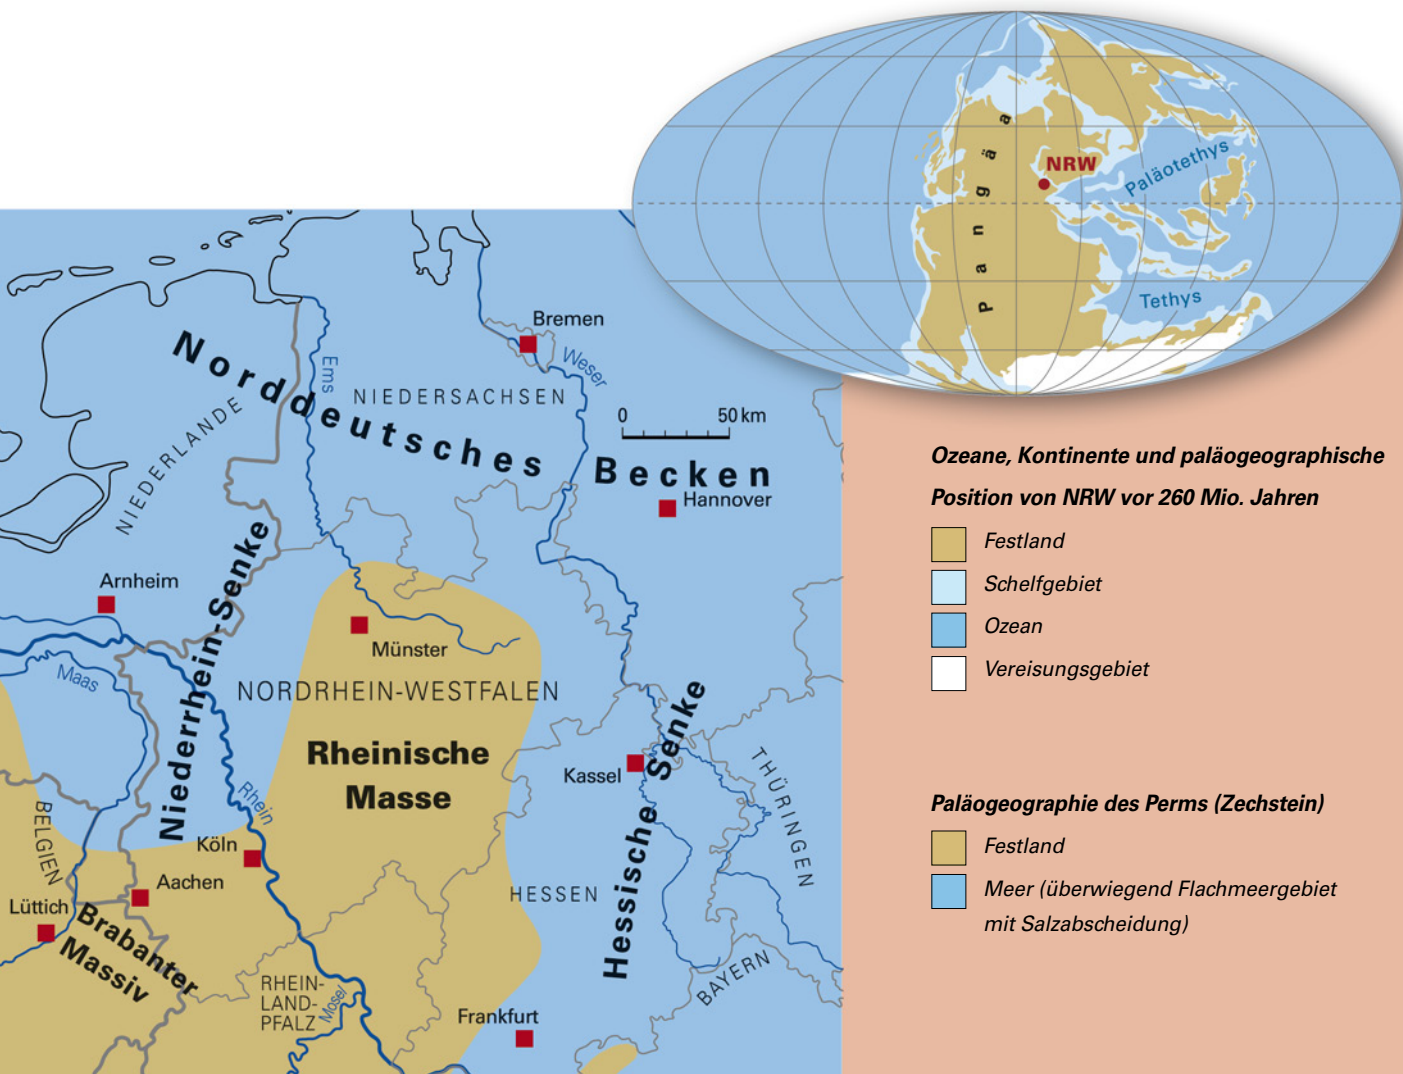 Pangäa
NRW
Paläotethys
Tethys
Bremen
Weser
Ems
Norddeutsches
Becken
NIEDERSACHSEN
0 50 km
NIEDERLANDE
Hannover
Niederrhein-Senke
Arnheim
Münster
Maas
NORDRHEIN-WESTFALEN
Rheinische
Masse
Hessische Senke
Kassel
THÜRINGEN
Rhein
BELGIEN
Köln
Aachen
HESSEN
Lüttich
Brabanter
Massiv
BAYERN
RHEIN-
LAND-
PFALZ
Mosel
Frankfurt
Ozeane, Kontinente und paläogeographische
Position von NRW vor 260 Mio. Jahren
Festland
Schelfgebiet
Ozean
Vereisungsgebiet
Paläogeographie des Perms (Zechstein)
Festland
Meer (überwiegend Flachmeergebiet
mit Salzabscheidung)